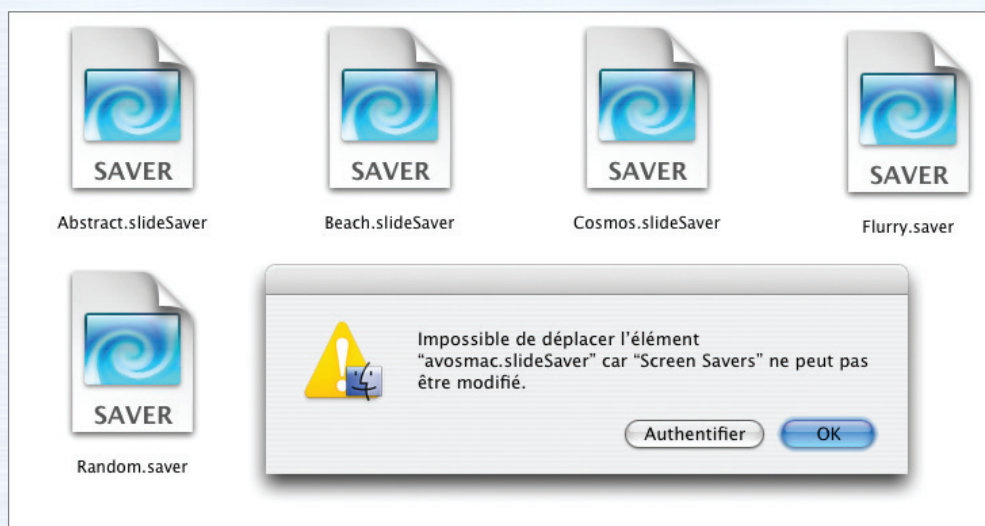 SAVER
SAVER
SAVER
SAVER
Abstract.slideSaver
Beach.slideSaver
Cosmos.slideSaver
Flurry.saver
SAVER
Random.saver
Impossible de déplacer l'élément
“avosmac.slideSaver” car “Screen Savers” ne peut pas
être modifié.
Authentifier
OK